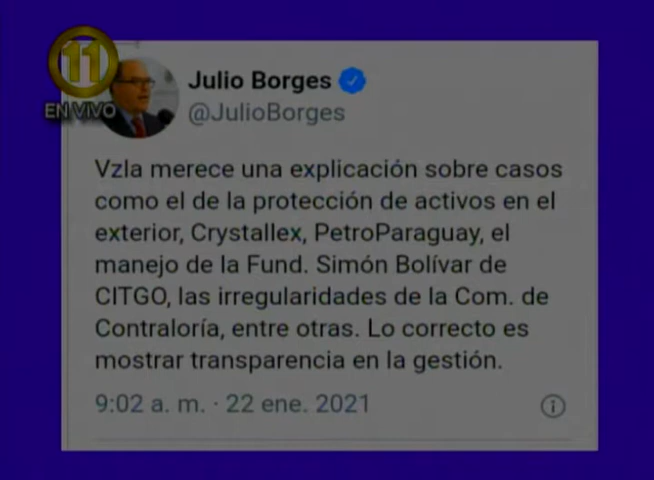 11
EN VIVO
Julio Borges
@JulioBorges
Vzla merece una explicación sobre casos
como el de la protección de activos en el
exterior, Crystallex, PetroParaguay, el
manejo de la Fund. Simón Bolívar de
CITGO, las irregularidades de la Com. de
Contraloría, entre otras. Lo correcto es
mostrar transparencia en la gestión.
9:02 a. m. · 22 ene. 2021